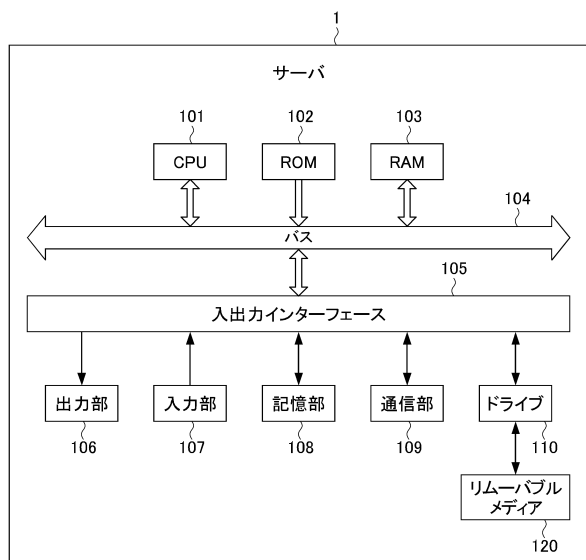 1
サーバ
101
102
103
CPU
ROM
RAM
104
バス
105
入出力インターフェース
出力部
入力部
記憶部
通信部
ドライブ
106
107
108
109
110
リムーバブル
メディア
120